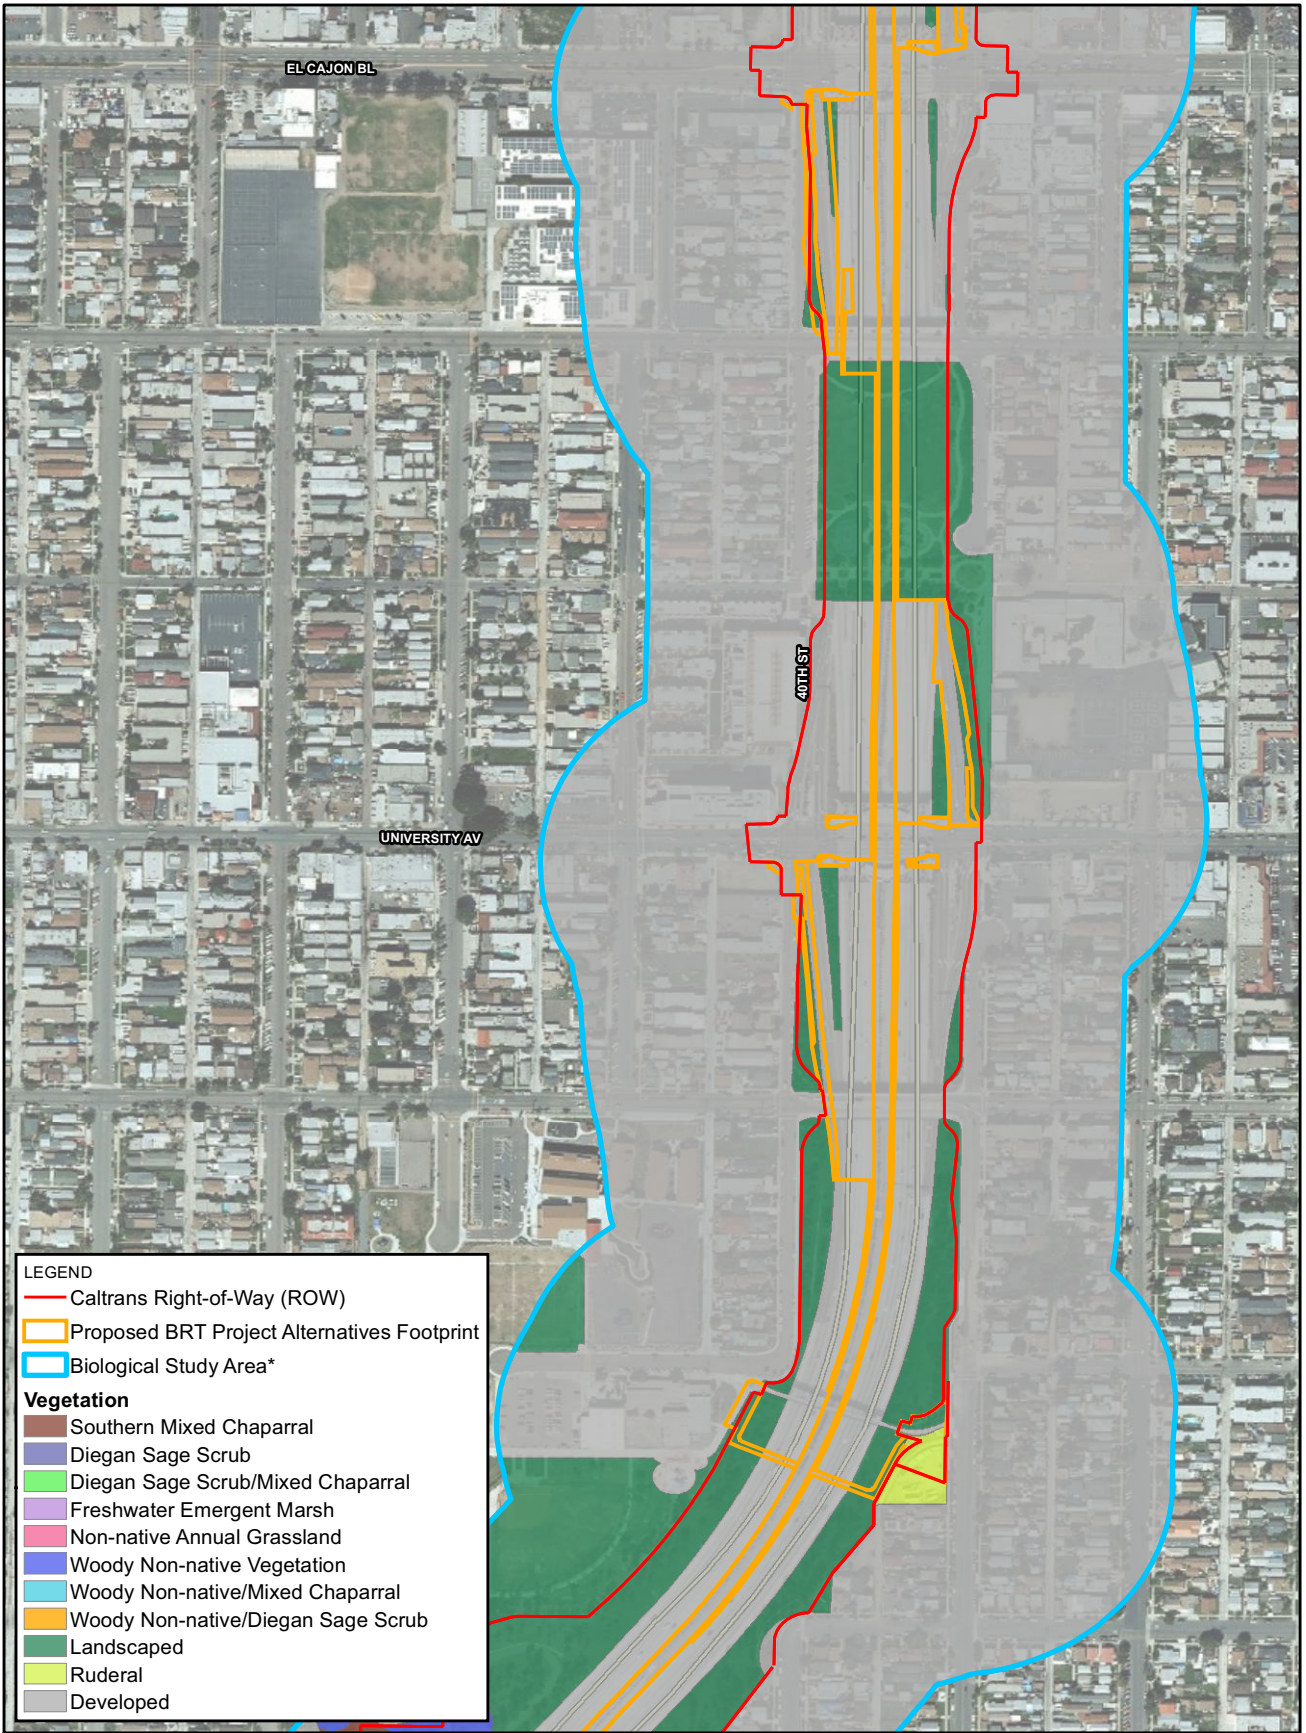 EL CAJON BL
40TH ST
UNIVERSITY AV
LEGEND
Caltrans Right-of-Way (ROW)
Proposed BRT Project Alternatives Footprint
Biological Study Area*
Vegetation
Southern Mixed Chaparral
Diegan Sage Scrub
Diegan Sage Scrub/Mixed Chaparral
Freshwater Emergent Marsh
Non-native Annual Grassland
Woody Non-native Vegetation
Woody Non-native/Mixed Chaparral
Woody Non-native/Diegan Sage Scrub
Landscaped
Ruderal
Developed